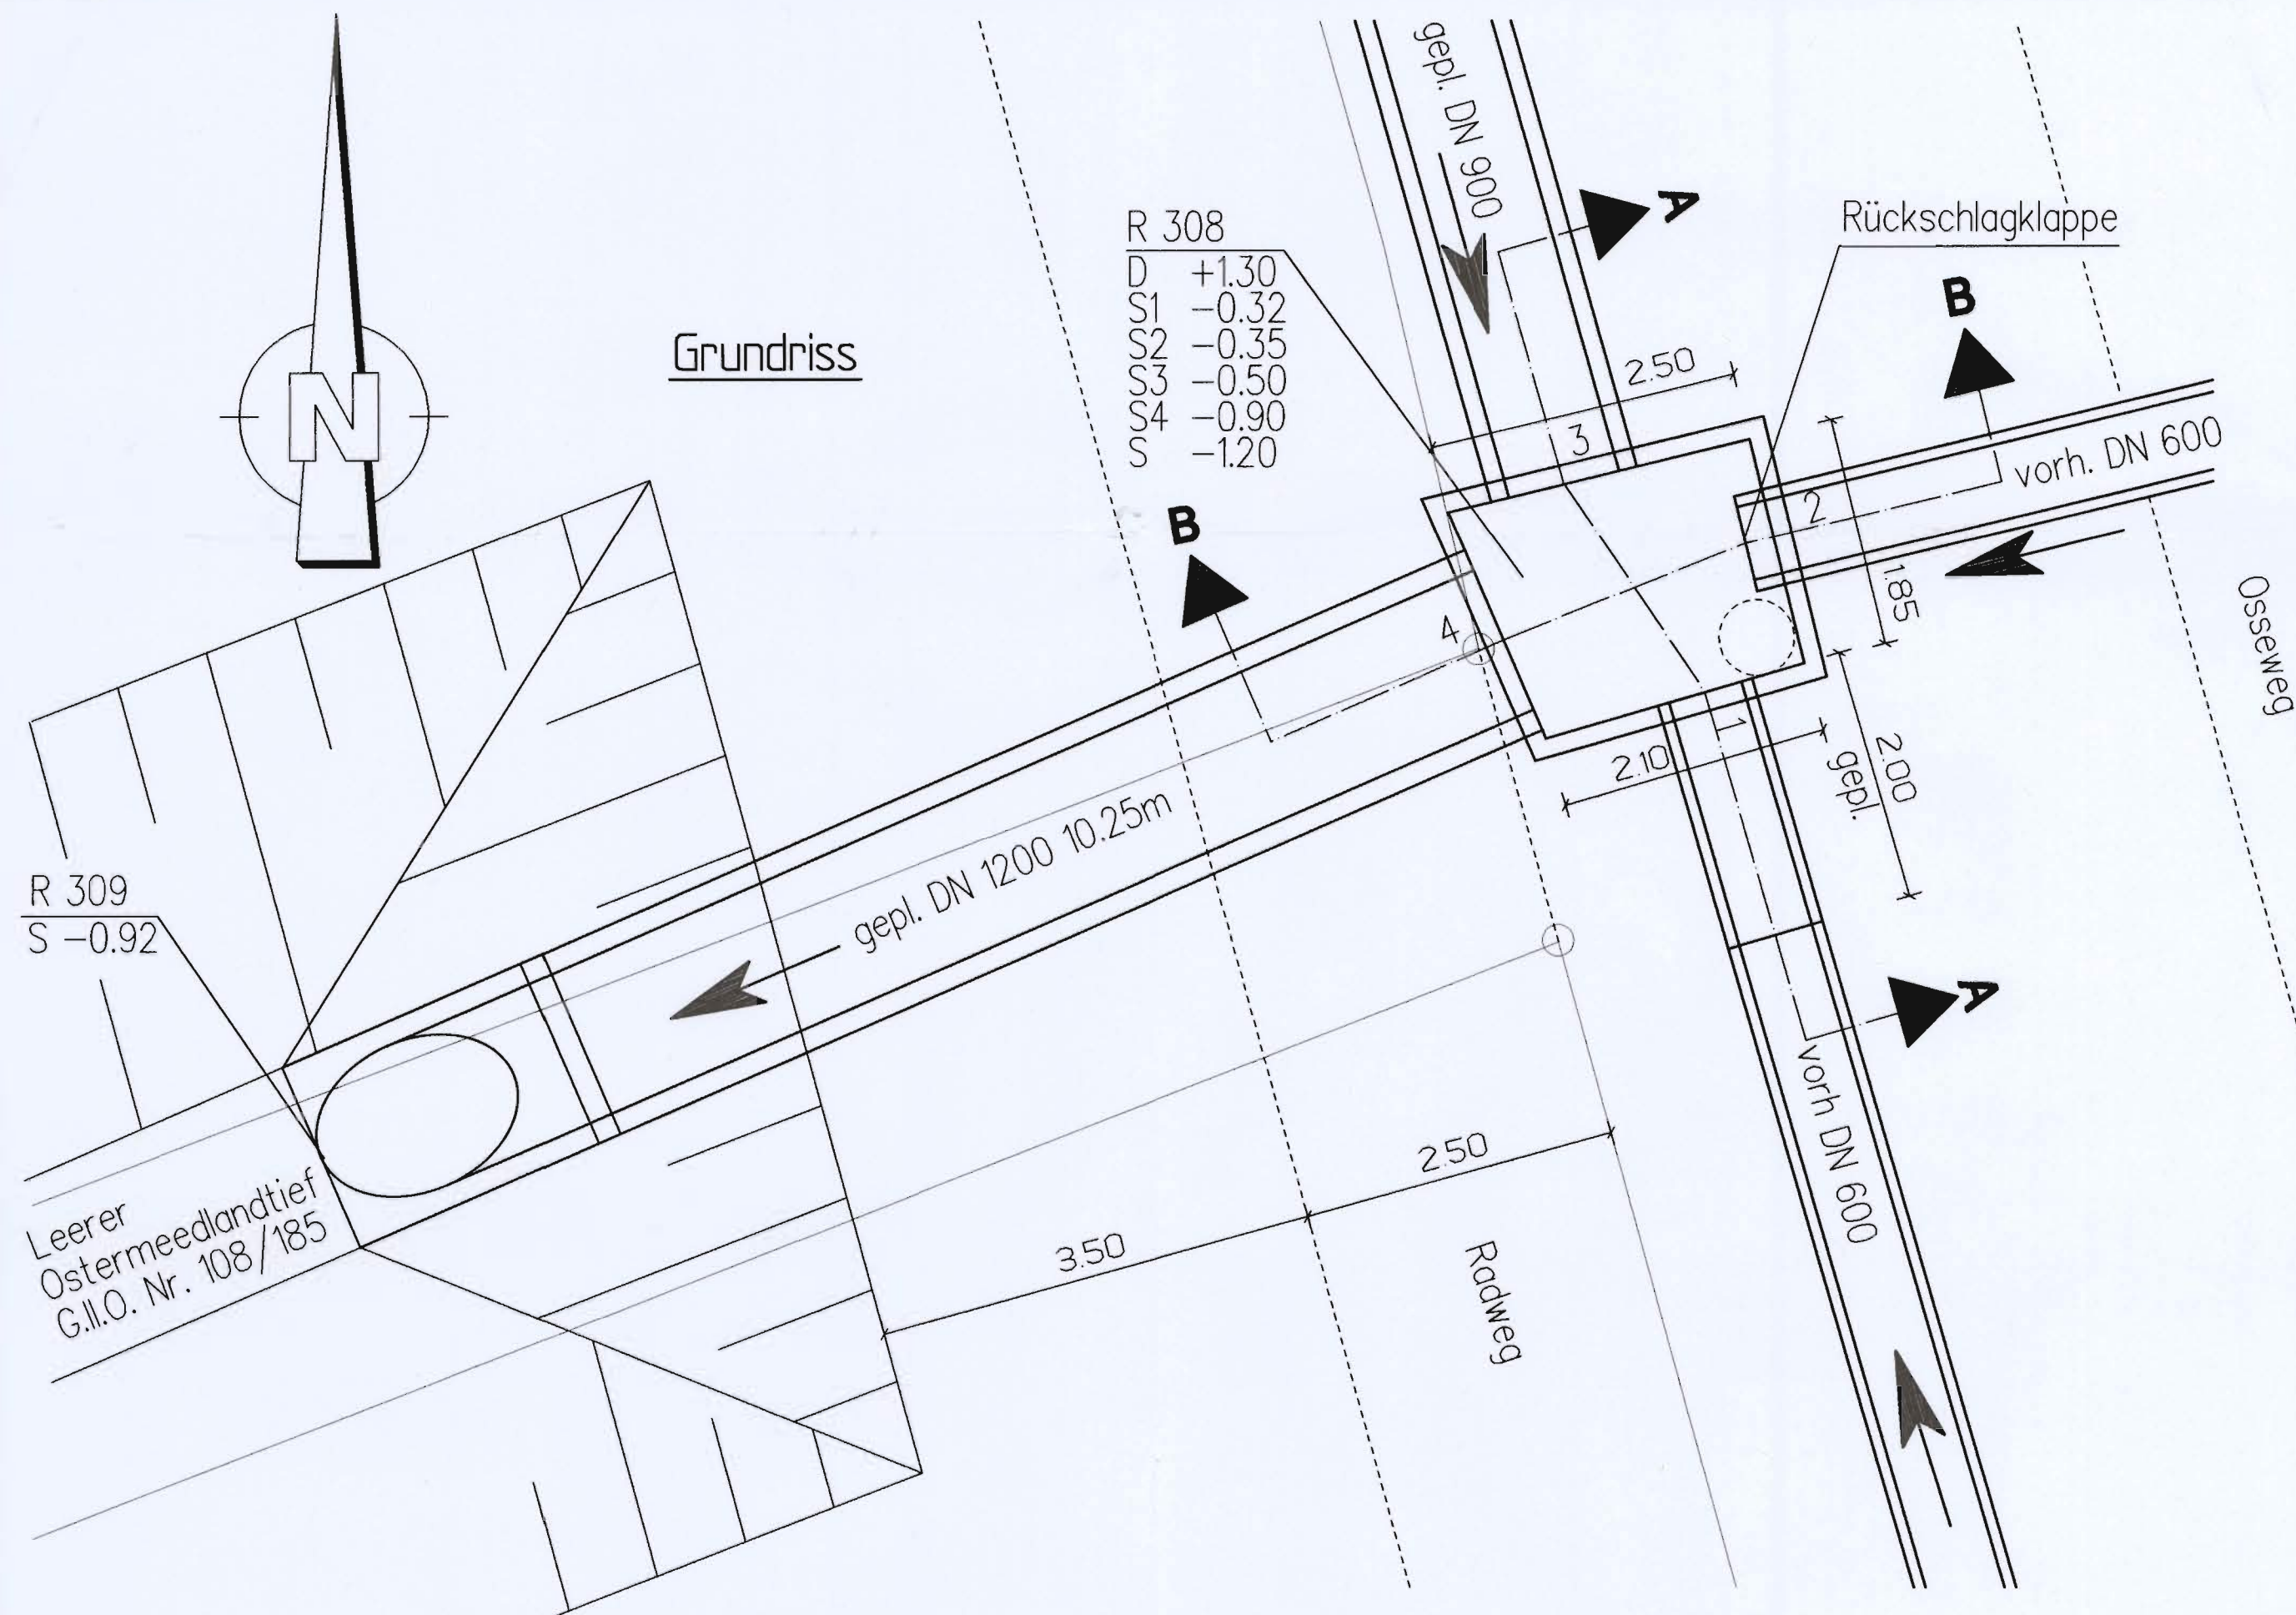 N
Grundriss
R 308
D +1.30
S1 -0.32
S2 -0.35
S3 -0.50
S4 -0.90
S -1.20
gepl. DN 900
A
Rückschlagklappe
B
2.50
3
vorh. DN 600
2
1.85
Osseweg
B
4
1
2.10
gepl.
2.00
gepl. DN 1200 10.25m
R 309
S -0.92
A
vorh DN 600
Leerer
Ostermeedlandtief
G.II.O. Nr. 108/185
3.50
2.50
Radweg